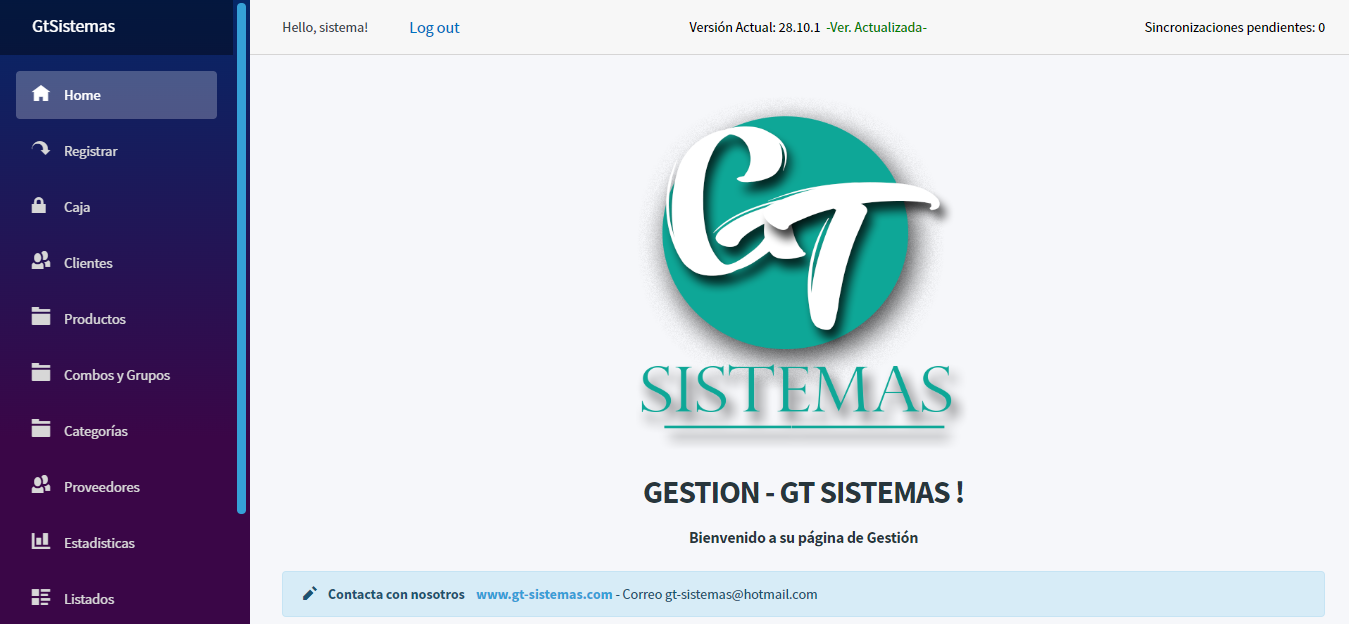 GtSistemas
Hello, sistema! Log out Versión Actual: 28.10.1 -Ver. Actualizada- Sincronizaciones pendientes: 0
Home
Registrar
Caja
Clientes
Productos
Combos y Grupos
Categorías
Proveedores
Estadisticas
Listados
GT
SISTEMAS
GESTION - GT SISTEMAS !
Bienvenido a su página de Gestión
Contacta con nosotros www.gt-sistemas.com - Correo gt-sistemas@hotmail.com